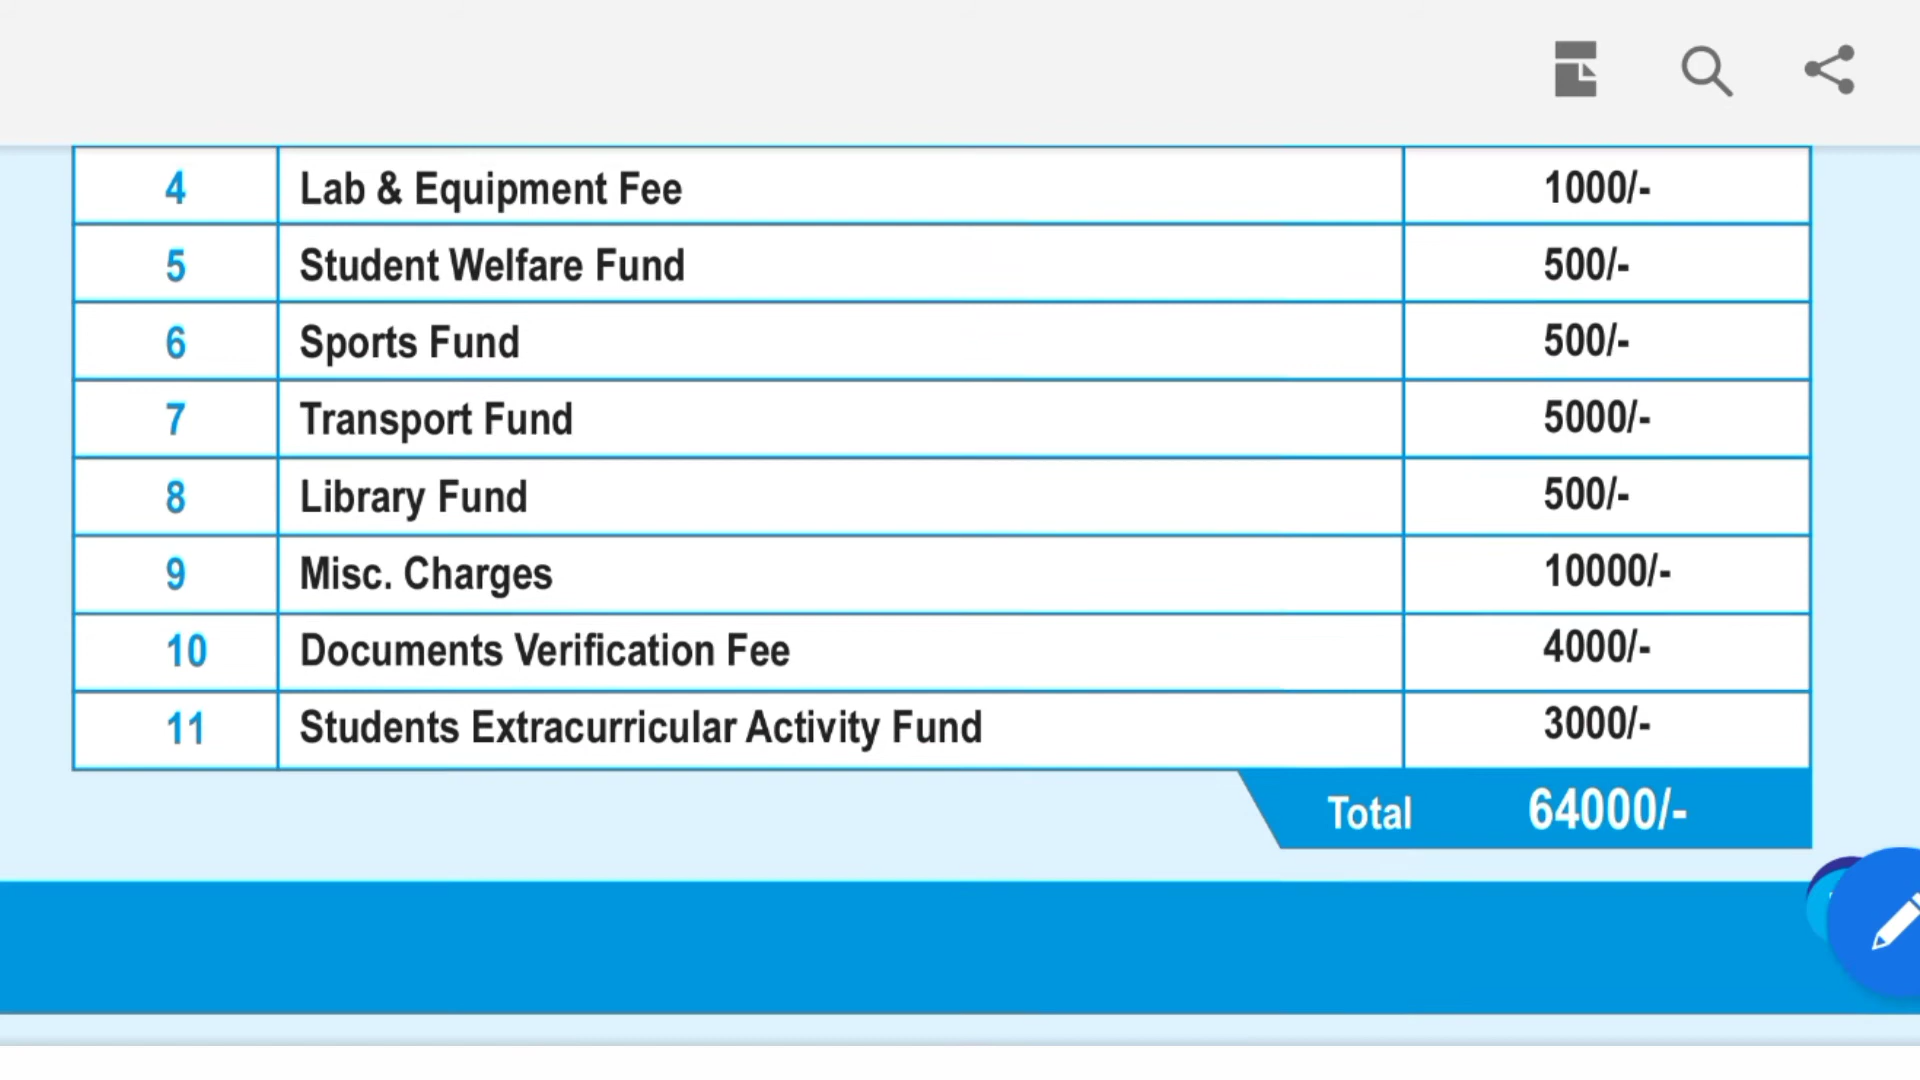 4 Lab & Equipment Fee 1000/-
5 Student Welfare Fund 500/-
6 Sports Fund 500/-
7 Transport Fund 5000/-
8 Library Fund 500/-
9 Misc. Charges 10000/-
10 Documents Verification Fee 4000/-
11 Students Extracurricular Activity Fund 3000/-
Total 64000/-